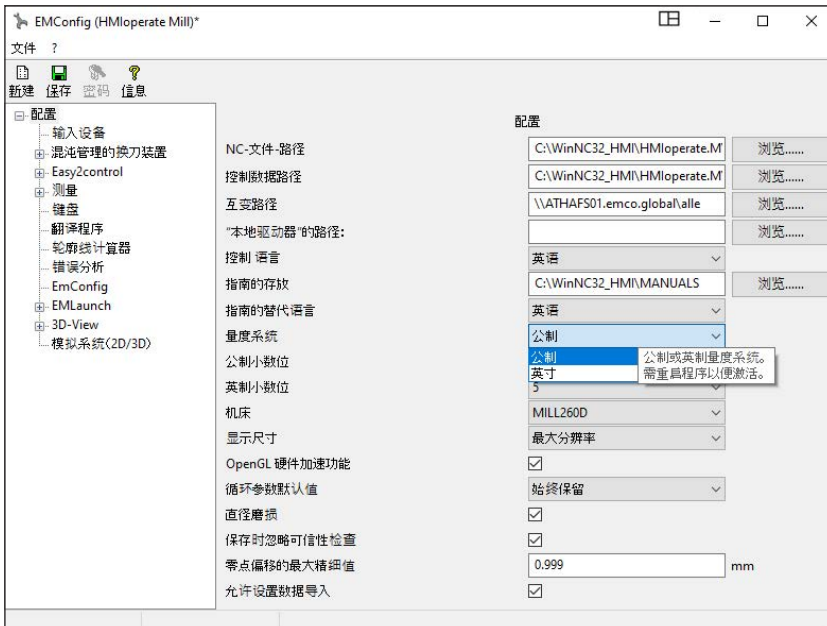 EMConfig (HMIoperate Mill)*
文件 ?
新建 保存 密码 信息
配置
输入设备
混沌管理的换刀装置
Easy2control
测量
键盘
翻译程序
轮廓线计算器
错误分析
EmConfig
EMLaunch
3D-View
模拟系统(2D/3D)
配置
NC-文件-路径 C:\WinNC32_HMI\HMIoperate.M 浏览......
控制数据路径 C:\WinNC32_HMI\HMIoperate.M 浏览......
互变路径 \\ATHAFS01.emco.global\alle 浏览......
"本地驱动器"的路径: 浏览......
控制 语言 英语
指南的存放 C:\WinNC32_HMI\MANUALS 浏览......
指南的替代语言 英语
量度系统 公制
公制小数位 公制
英寸
公制或英制量度系统。
需重启程序以便激活。
英制小数位 5
机床 MILL260D
显示尺寸 最大分辨率
OpenGL 硬件加速功能
循环参数默认值 始终保留
直径磨损
保存时忽略可信性检查
零点偏移的最大精细值 0.999 mm
允许设置数据导入